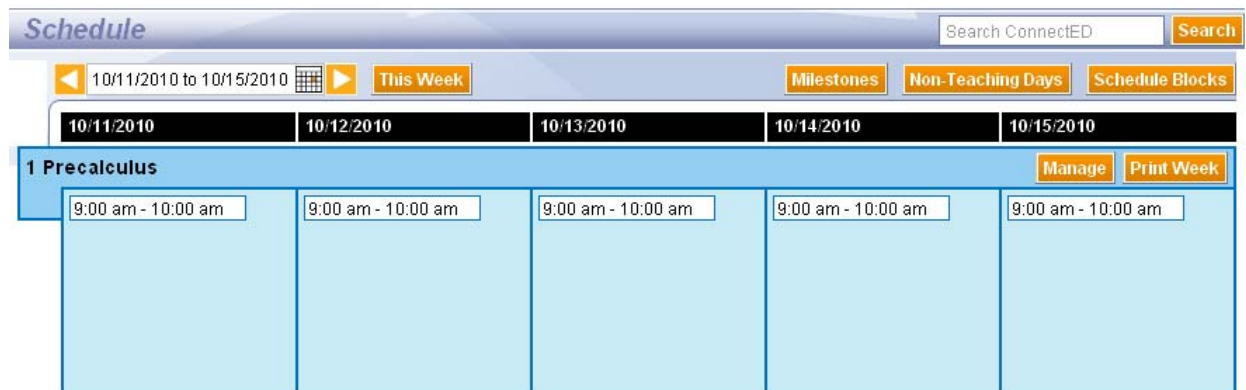 Schedule
Search ConnectED Search
10/11/2010 to 10/15/2010 This Week Milestones Non-Teaching Days Schedule Blocks
10/11/2010 10/12/2010 10/13/2010 10/14/2010 10/15/2010
1 Precalculus Manage Print Week
9:00 am - 10:00 am 9:00 am - 10:00 am 9:00 am - 10:00 am 9:00 am - 10:00 am 9:00 am - 10:00 am